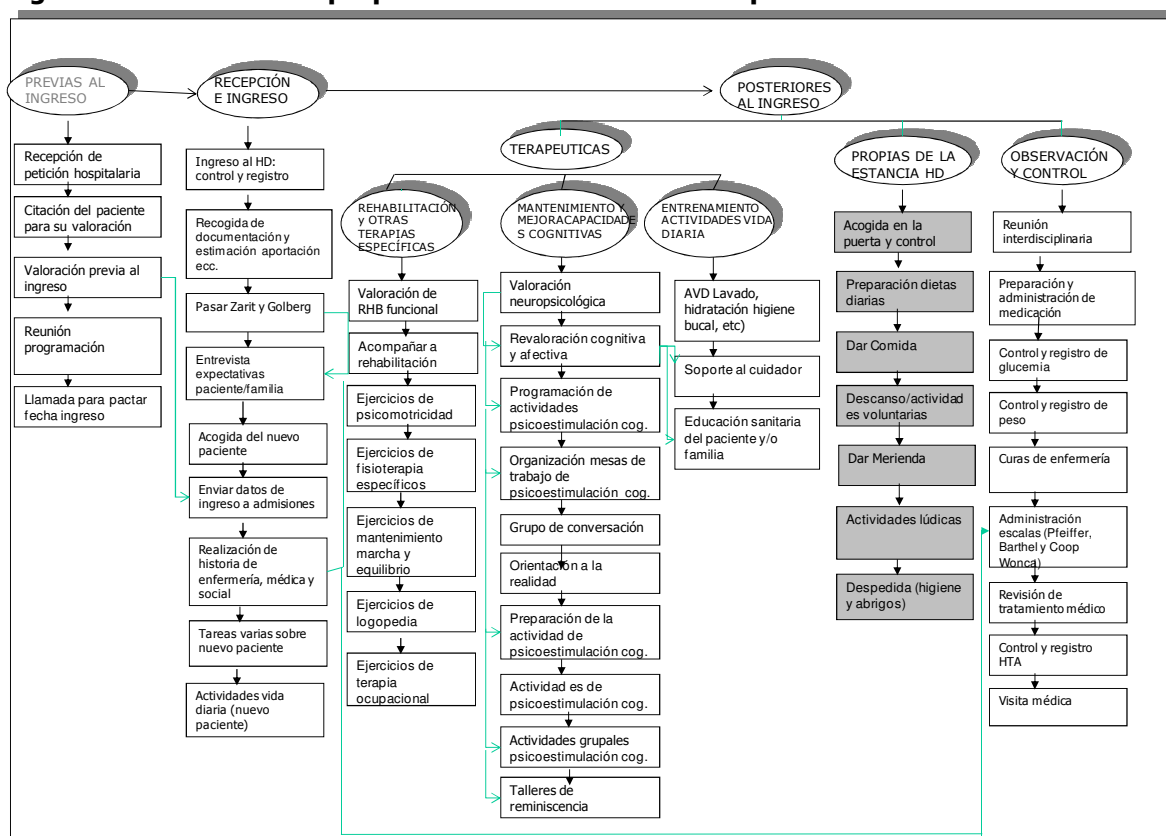 PREVIAS AL
INGRESO
RECEPCIÓN
E INGRESO
POSTERIORES
AL INGRESO
TERAPEUTICAS
PROPIAS DE LA
ESTANCIA HD
OBSERVACIÓN
Y CONTROL
REHABILITACIÓN
y OTRAS
TERAPIAS
ESPECÍFICAS
MANTENIMIENTO Y
MEJORACAPACIDADE
S COGNITIVAS
ENTRENAMIENTO
ACTIVIDADES VIDA
DIARIA
Recepción de
petición hospitalaria
Citación del paciente
para su valoración
Valoración previa al
ingreso
Reunión
programación
Llamada para pactar
fecha ingreso
Ingreso al HD:
control y registro
Recogida de
documentación y
estimación aportación
ecc.
Pasar Zarit y Golberg
Entrevista
expectativas
paciente/familia
Acogida del nuevo
paciente
Enviar datos de
ingreso a admisiones
Realización de
historia de
enfermería, médica y
social
Tareas varias sobre
nuevo paciente
Actividades vida
diaria (nuevo
paciente)
Valoración de
RHB funcional
Acompañar a
rehabilitación
Ejercicios de
psicomotricidad
Ejercicios de
fisioterapia
específicos
Ejercicios de
mantenimiento
marcha y
equilibrio
Ejercicios de
logopedia
Ejercicios de
terapia
ocupacional
Valoración
neuropsicológica
Revaloración cognitiva
y afectiva
Programación de
actividades
psicoestimulación cog.
Organización mesas de
trabajo de
psicoestimulación cog.
Grupo de conversación
Orientación a la
realidad
Preparación de la
actividad de
psicoestimulación cog.
Actividad es de
psicoestimulación cog.
Actividades grupales
psicoestimulación cog.
Talleres de
reminiscencia
AVD Lavado,
hidratación higiene
bucal, etc)
Soporte al cuidador
Educación sanitaria
del paciente y/o
familia
Acogida en la
puerta y control
Preparación dietas
diarias
Dar Comida
Descanso/actividad
es voluntarias
Dar Merienda
Actividades lúdicas
Despedida (higiene
y abrigos)
Reunión
interdisciplinaria
Preparación y
administración de
medicación
Control y registro de
glucemia
Control y registro de
peso
Curas de enfermería
Administración
escalas (Pfeiffer,
Barthel y Coop
Wonca)
Revisión de
tratamiento médico
Control y registro
HTA
Visita médica